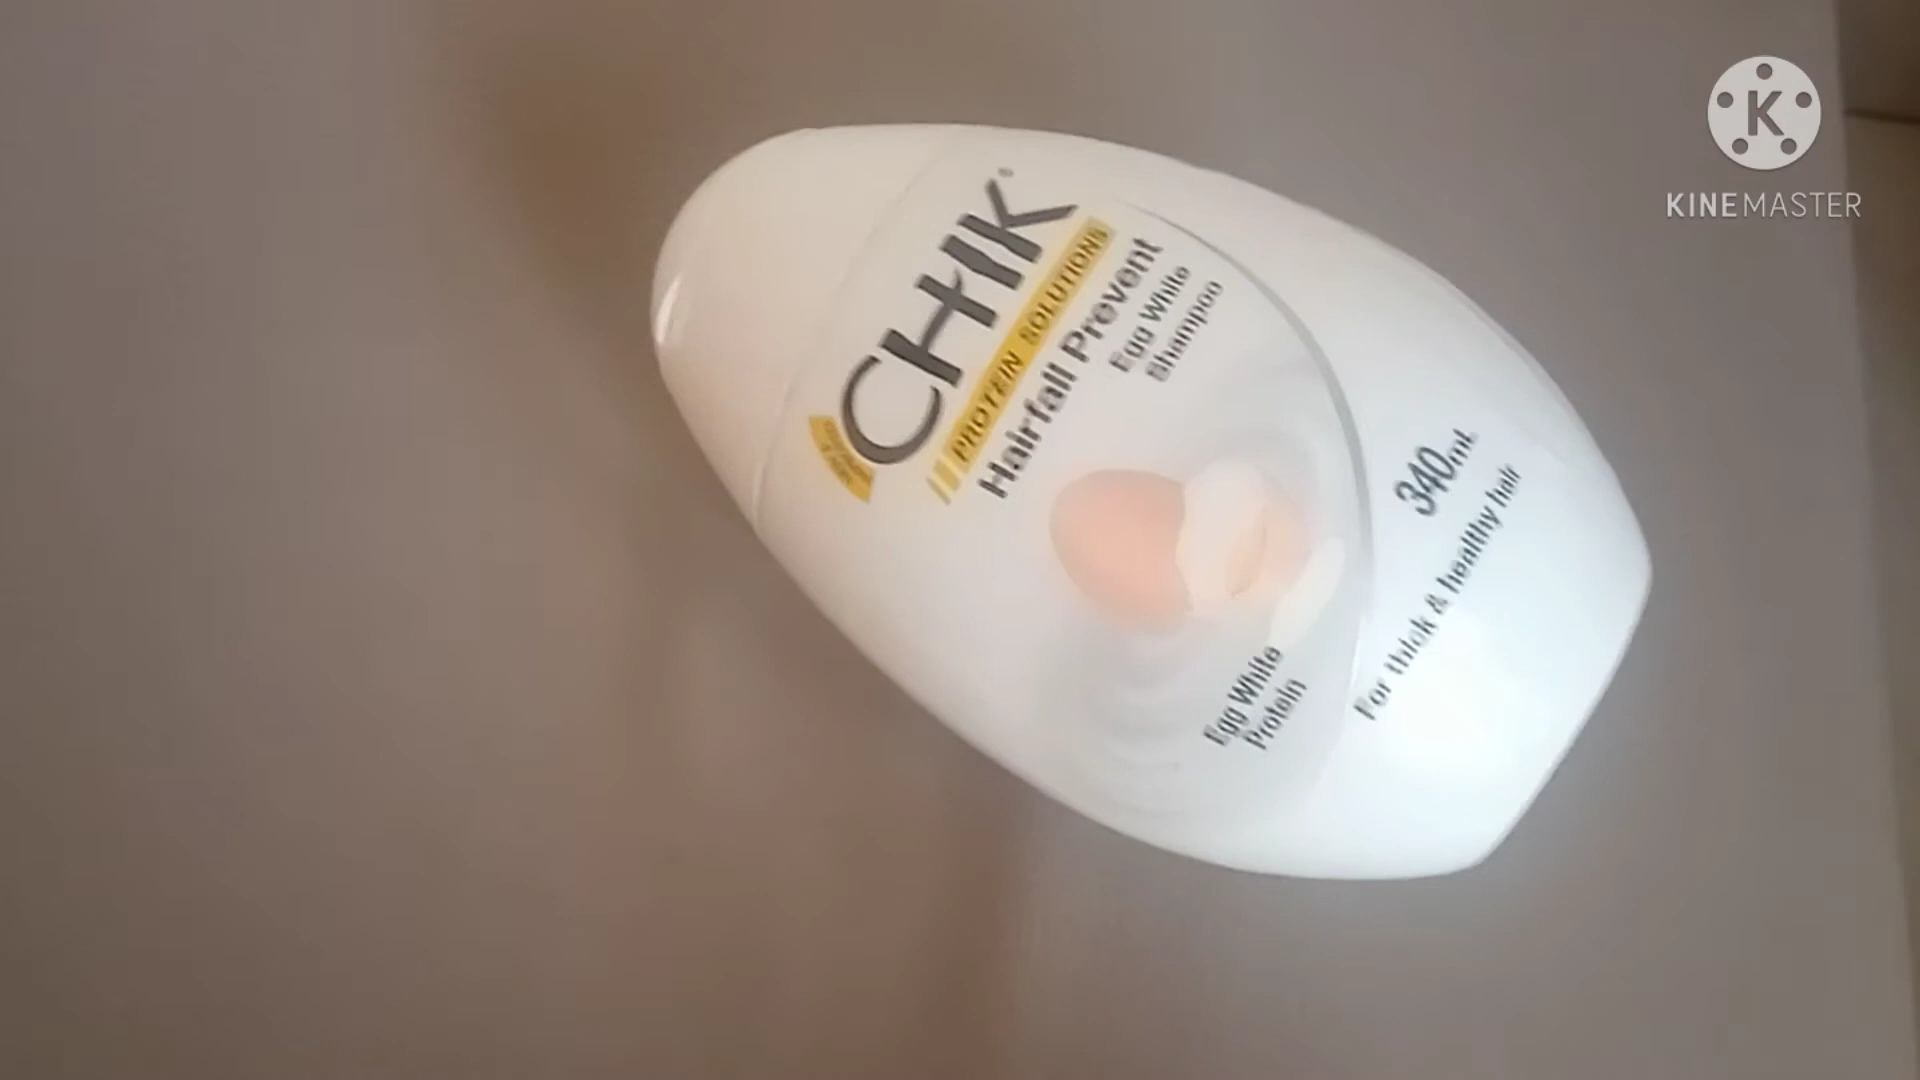 CHIK
PROTEIN SOLUTIONS
Hairfall Prevent
Egg White
Shampoo
Egg White
Protein
340mL
For thick & healthy hair
K
KINEMASTER